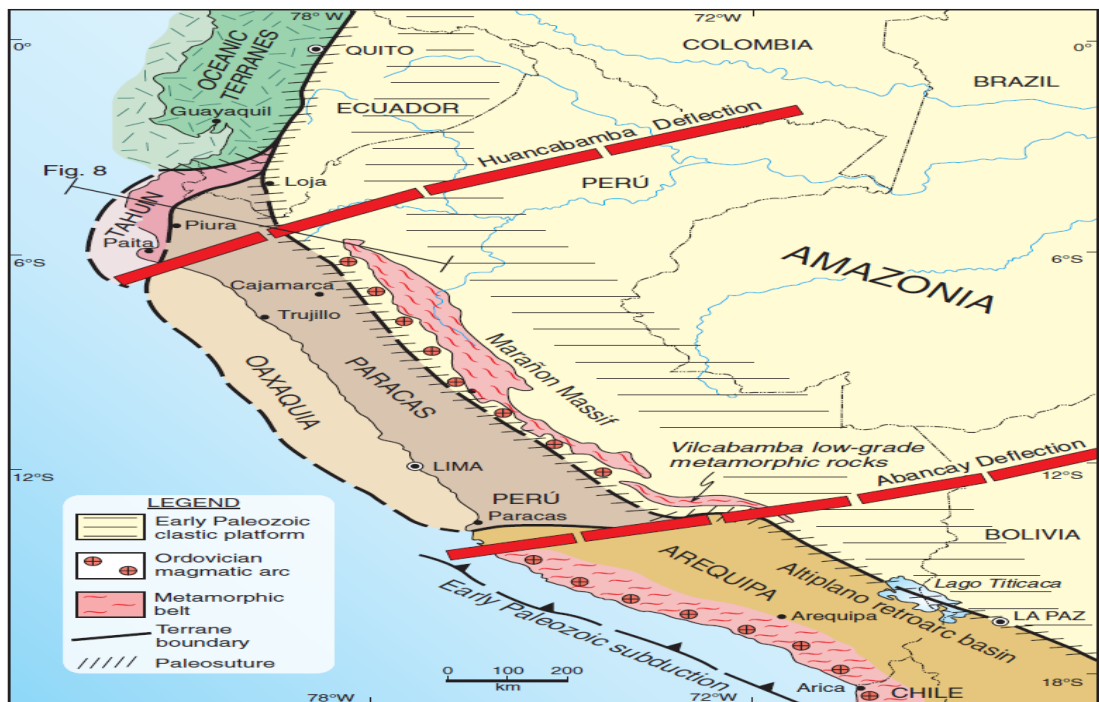 78° W
72° W
0°
0°
QUITO
COLOMBIA
BRAZIL
OCEANIC
TERRANES
ECUADOR
Guayaquil
Huancabamba Deflection
Fig. 8
Loja
PERÚ
TAHUIN
Piura
Paita
6°S
6°S
AMAZONIA
Cajamarca
Trujillo
Marañon Massif
PARACAS
OAXAQUIA
Vilcabamba low-grade
metamorphic rocks
LIMA
Abancay Deflection
12°S
12°S
PERÚ
Paracas
BOLIVIA
LEGEND
Early Paleozoic
clastic platform
Ordovician
magmatic arc
Metamorphic
belt
Terrane
boundary
Paleosuture
AREQUIPA
Altiplano retroarc basin
Lago Titicaca
LA PAZ
Arequipa
Early Paleozoic subduction
0 100 200
km
Arica
CHILE
18°S
78°W
72°W